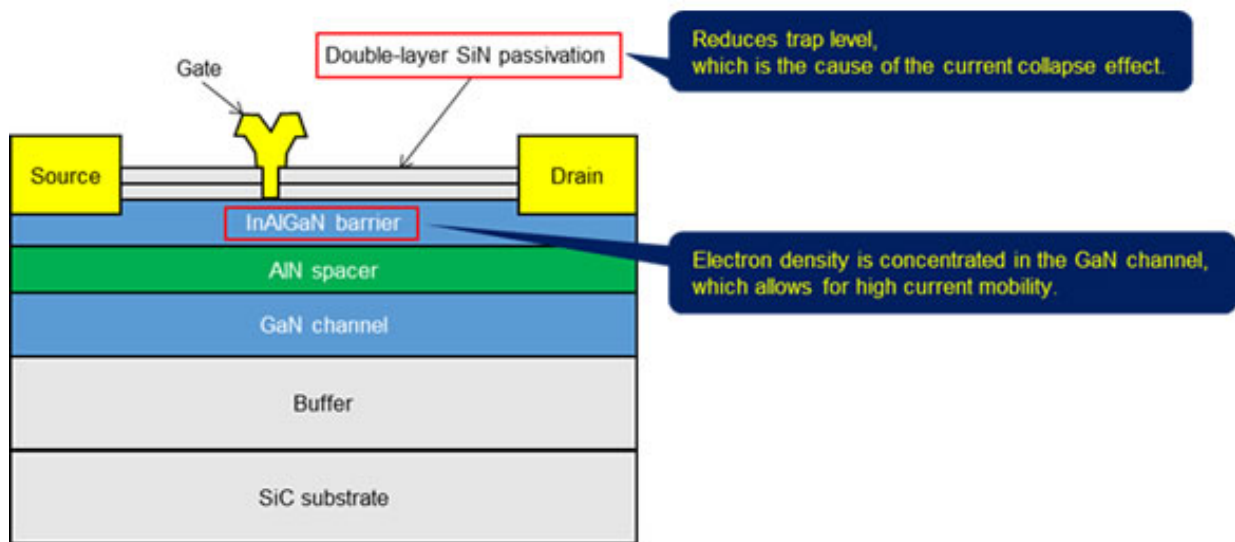 Double-layer SiN passivation
Reduces trap level,
which is the cause of the current collapse effect.
Gate
Source
Drain
InAlGaN barrier
Electron density is concentrated in the GaN channel,
which allows for high current mobility.
AlN spacer
GaN channel
Buffer
SiC substrate